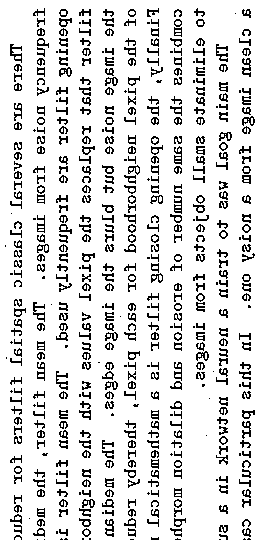 There are several classic spatial filters for reduc
frequency noise from images. The mean filter, the med
opening filter are frequently used. The mean filter is
filter that replaces the pixel values with the neighbo
the image noise but blurs the image edges. The median
of the pixel neighborhood for each pixel, thereby redu
Finally, the opening closing filter is a mathematical
combines the same number of erosion and dilation morph
to eliminate small objects from images.
The main goal was to train a neural network in a su
a clean image from a noisy one. In this particular cas